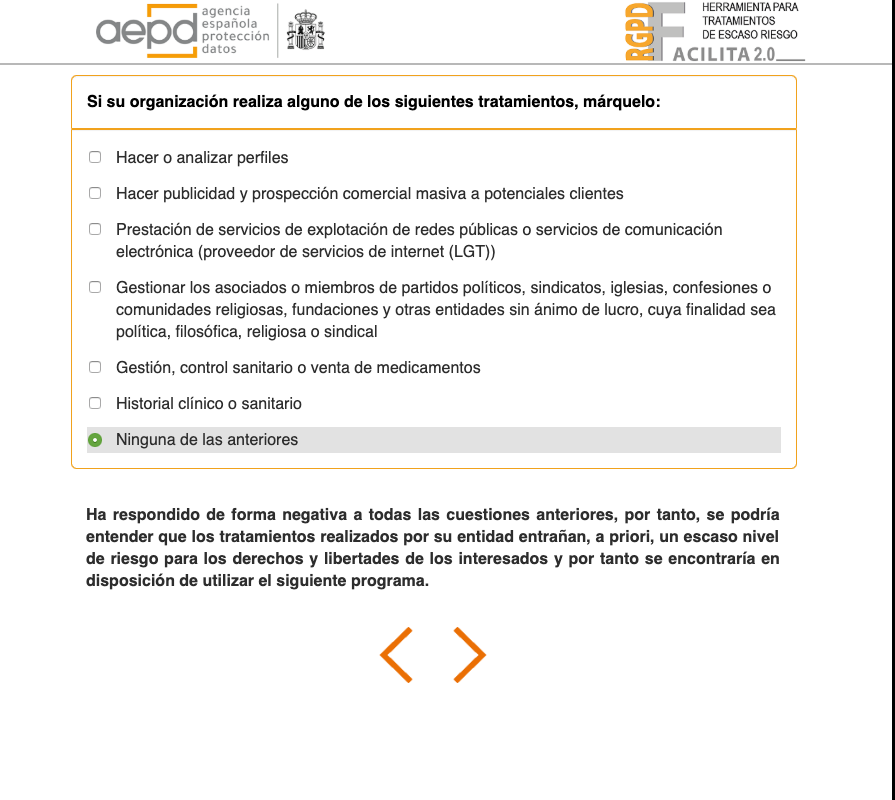 aepd
agencia
española
protección
datos
RGPD
FACILITA 2.0
HERRAMIENTA PARA
TRATAMIENTOS
DE ESCASO RIESGO
Si su organización realiza alguno de los siguientes tratamientos, márquelo:
Hacer o analizar perfiles
Hacer publicidad y prospección comercial masiva a potenciales clientes
Prestación de servicios de explotación de redes públicas o servicios de comunicación
electrónica (proveedor de servicios de internet (LGT))
Gestionar los asociados o miembros de partidos políticos, sindicatos, iglesias, confesiones o
comunidades religiosas, fundaciones y otras entidades sin ánimo de lucro, cuya finalidad sea
política, filosófica, religiosa o sindical
Gestión, control sanitario o venta de medicamentos
Historial clínico o sanitario
Ninguna de las anteriores
Ha respondido de forma negativa a todas las cuestiones anteriores, por tanto, se podría
entender que los tratamientos realizados por su entidad entrañan, a priori, un escaso nivel
de riesgo para los derechos y libertades de los interesados y por tanto se encontraría en
disposición de utilizar el siguiente programa.